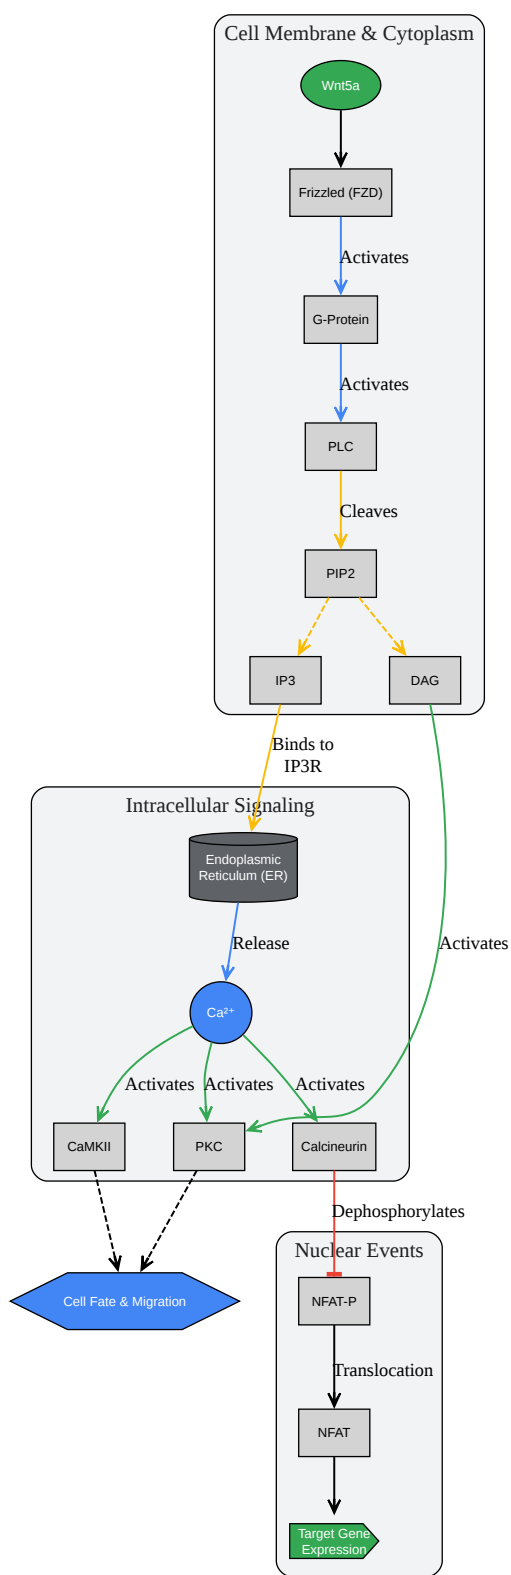 Cell Membrane & Cytoplasm
Wnt5a
Frizzled (FZD)
Activates
G-Protein
Activates
PLC
Cleaves
PIP2
IP3
DAG
Binds to
IP3R
Intracellular Signaling
Endoplasmic
Reticulum (ER)
Release
Activates
Ca²⁺
Activates
Activates
Activates
CaMKII
PKC
Calcineurin
Dephosphorylates
Nuclear Events
Cell Fate & Migration
NFAT-P
Translocation
NFAT
Target Gene
Expression